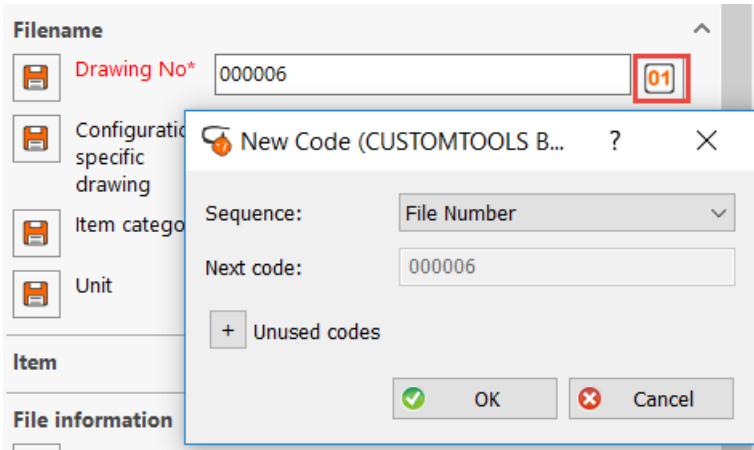 Filename
Drawing No* 000006 01
New Code (CUSTOMTOOLS B... ?
Configuratio
specific
drawing
Sequence: File Number
Item catego
Next code: 000006
Unit
+ Unused codes
Item
OK Cancel
File information